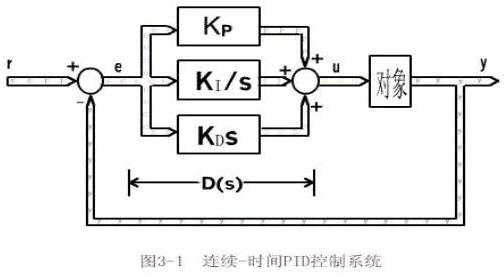 K_P
r + e + + u 对象 y
- K_I/s +
K_D s
D(s)
图3-1 连续-时间PID控制系统